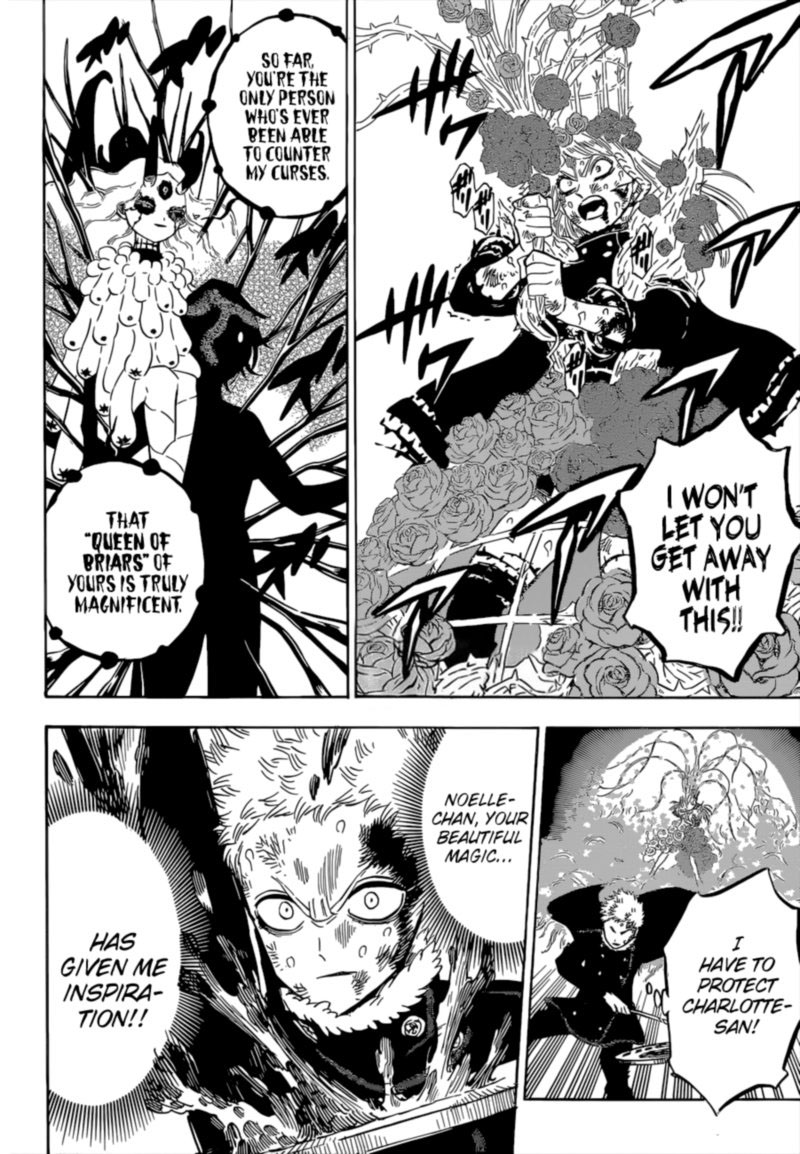 I WON'T
LET YOU
GET AWAY
WITH
THIS!!
SO FAR,
YOU'RE THE
ONLY PERSON
WHO'S EVER
BEEN ABLE
TO COUNTER
MY CURSES.
THAT
"QUEEN OF
BRIARS" OF
YOURS IS TRULY
MAGNIFICENT.
I
HAVE TO
PROTECT
CHARLOTTE-
SAN!
NOELLE-
CHAN, YOUR
BEAUTIFUL
MAGIC...
HAS
GIVEN ME
INSPIRA-
TION!!